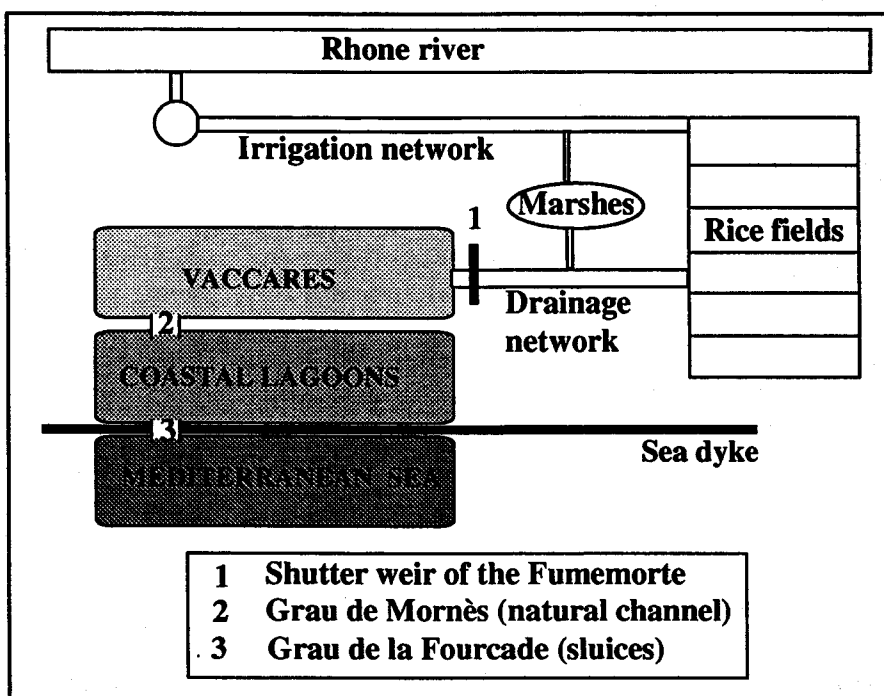 Rhone river
Irrigation network
Marshes
1
Rice fields
VACCARES
Drainage
network
2
COASTAL LAGOONS
3
Sea dyke
MEDITERRANEAN SEA
1 Shutter weir of the Fumemorte
2 Grau de Mornès (natural channel)
3 Grau de la Fourcade (sluices)